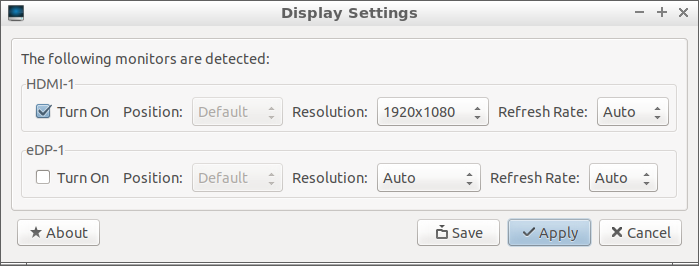 Display Settings
The following monitors are detected:
HDMI-1
Turn On Position: Default Resolution: 1920x1080 Refresh Rate: Auto
eDP-1
Turn On Position: Default Resolution: Auto Refresh Rate: Auto
About Save Apply Cancel